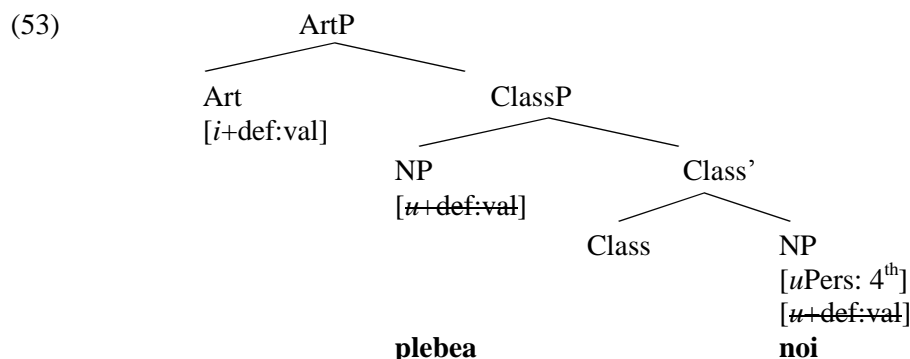 (53) ArtP
Art ClassP
[i+def:val]
NP Class’
[u+def:val]
Class NP
[uPers: 4th]
[u+def:val]
plebea noi